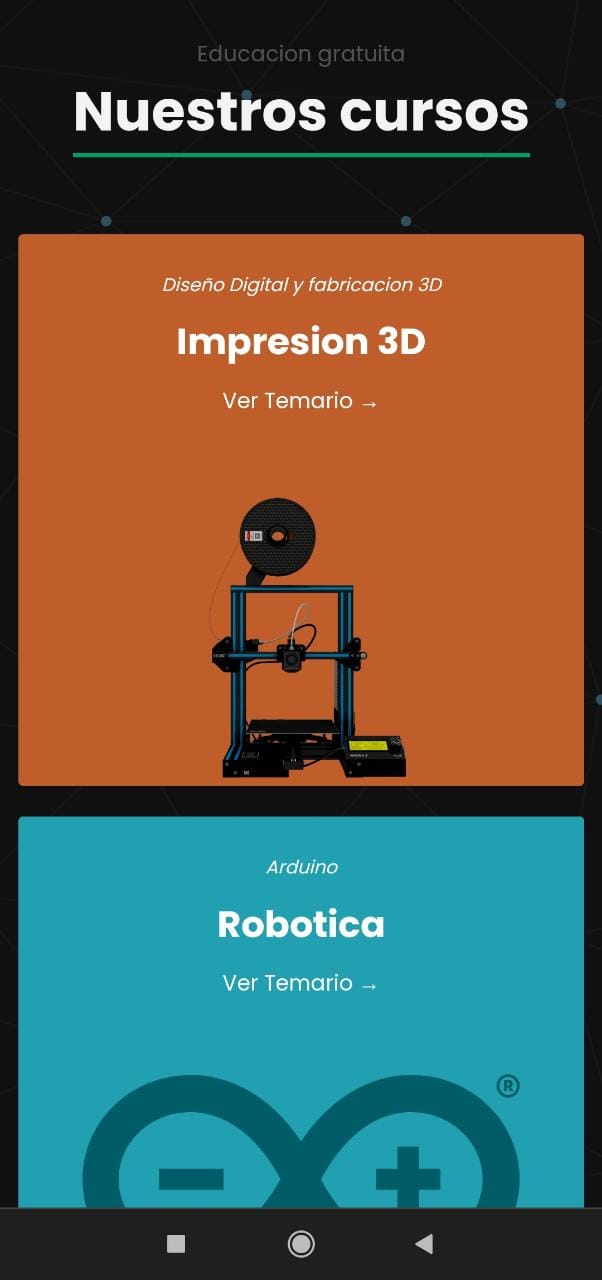 Educacion gratuita
Nuestros cursos
Diseño Digital y fabricacion 3D
Impresion 3D
Ver Temario →
Arduino
Robotica
Ver Temario →
®